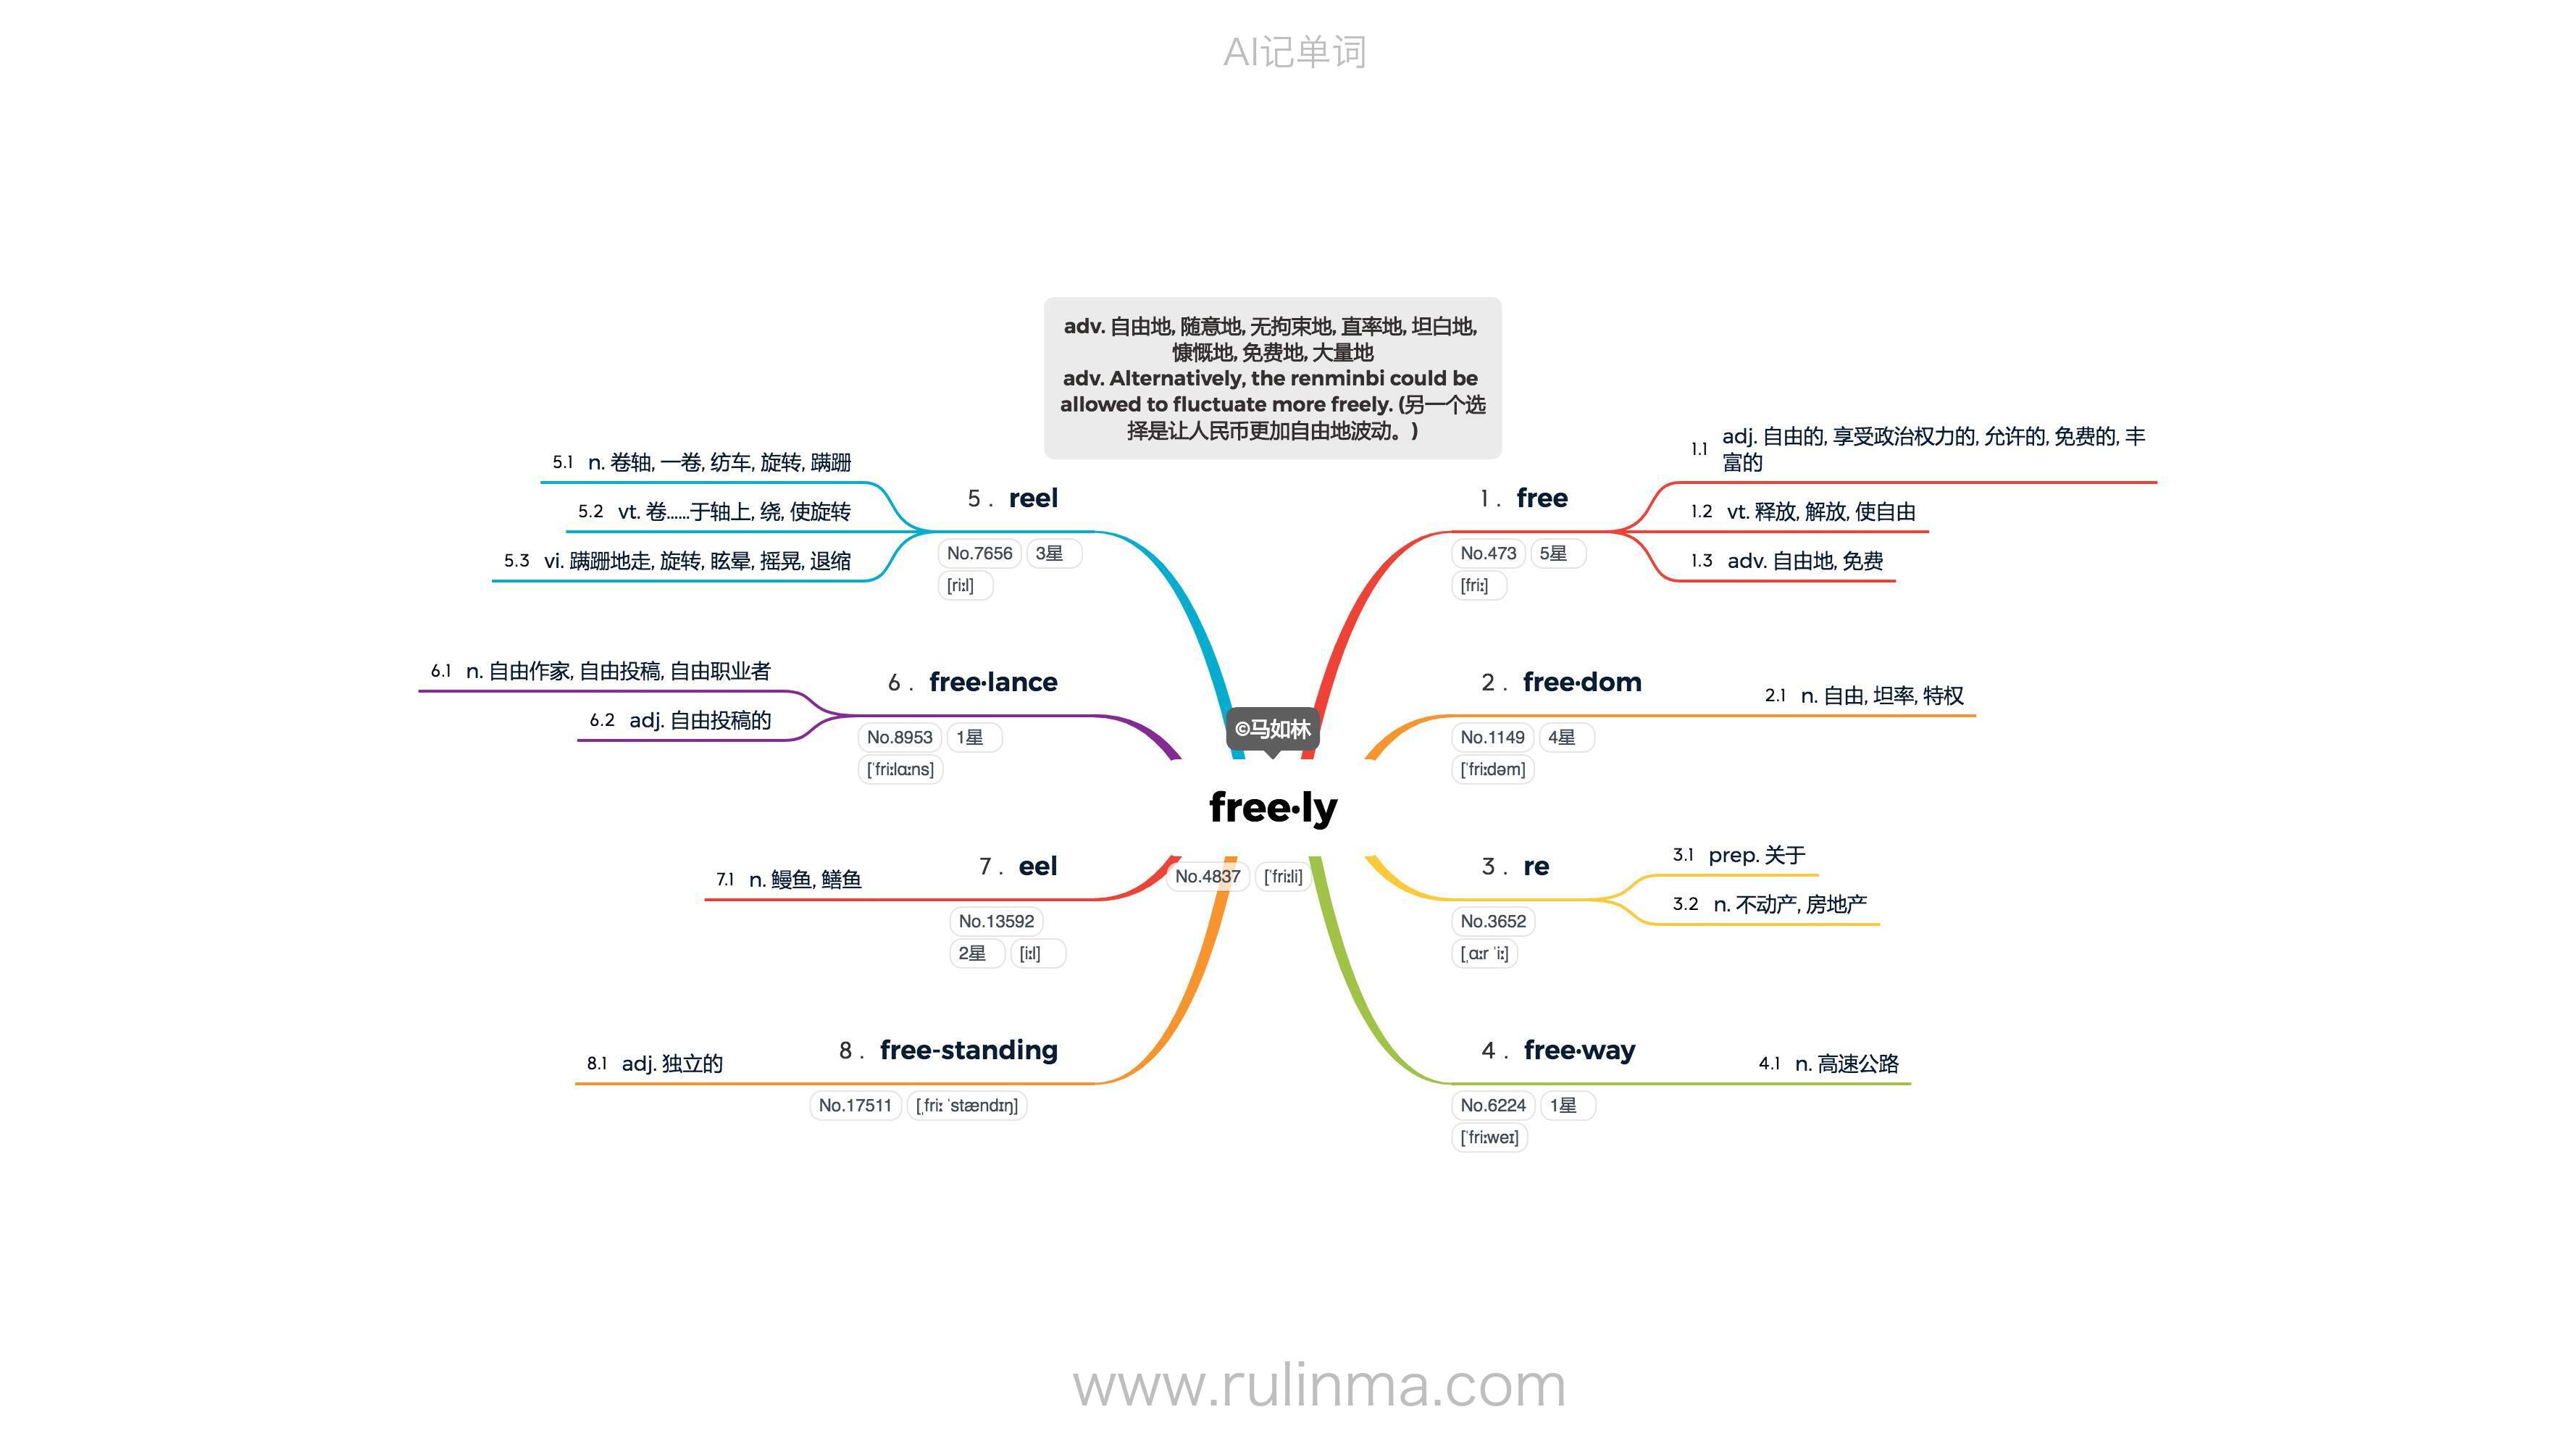 AI记单词
adv. 自由地, 随意地, 无拘束地, 直率地, 坦白地,
慷慨地, 免费地, 大量地
adv. Alternatively, the renminbi could be
allowed to fluctuate more freely. (另一个选
择是让人民币更加自由地波动。)
©马如林
free·ly
No.4837 [ˈfriːli]
1. free
No.473 5星
[friː]
1.1 adj. 自由的, 享受政治权力的, 允许的, 免费的, 丰
富的
1.2 vt. 释放, 解放, 使自由
1.3 adv. 自由地, 免费
2. free·dom
No.1149 4星
[ˈfriːdəm]
2.1 n. 自由, 坦率, 特权
3. re
No.3652
[ˌɑːr ˈiː]
3.1 prep. 关于
3.2 n. 不动产, 房地产
4. free·way
No.6224 1星
[ˈfriːweɪ]
4.1 n. 高速公路
5. reel
No.7656 3星
[riːl]
5.1 n. 卷轴, 一卷, 纺车, 旋转, 蹒跚
5.2 vt. 卷……于轴上, 绕, 使旋转
5.3 vi. 蹒跚地走, 旋转, 眩晕, 摇晃, 退缩
6. free·lance
No.8953 1星
[ˈfriːlɑːns]
6.1 n. 自由作家, 自由投稿, 自由职业者
6.2 adj. 自由投稿的
7. eel
No.13592
2星 [iːl]
7.1 n. 鳗鱼, 鳝鱼
8. free-standing
No.17511 [ˌfriː ˈstændɪŋ]
8.1 adj. 独立的
www.rulinma.com